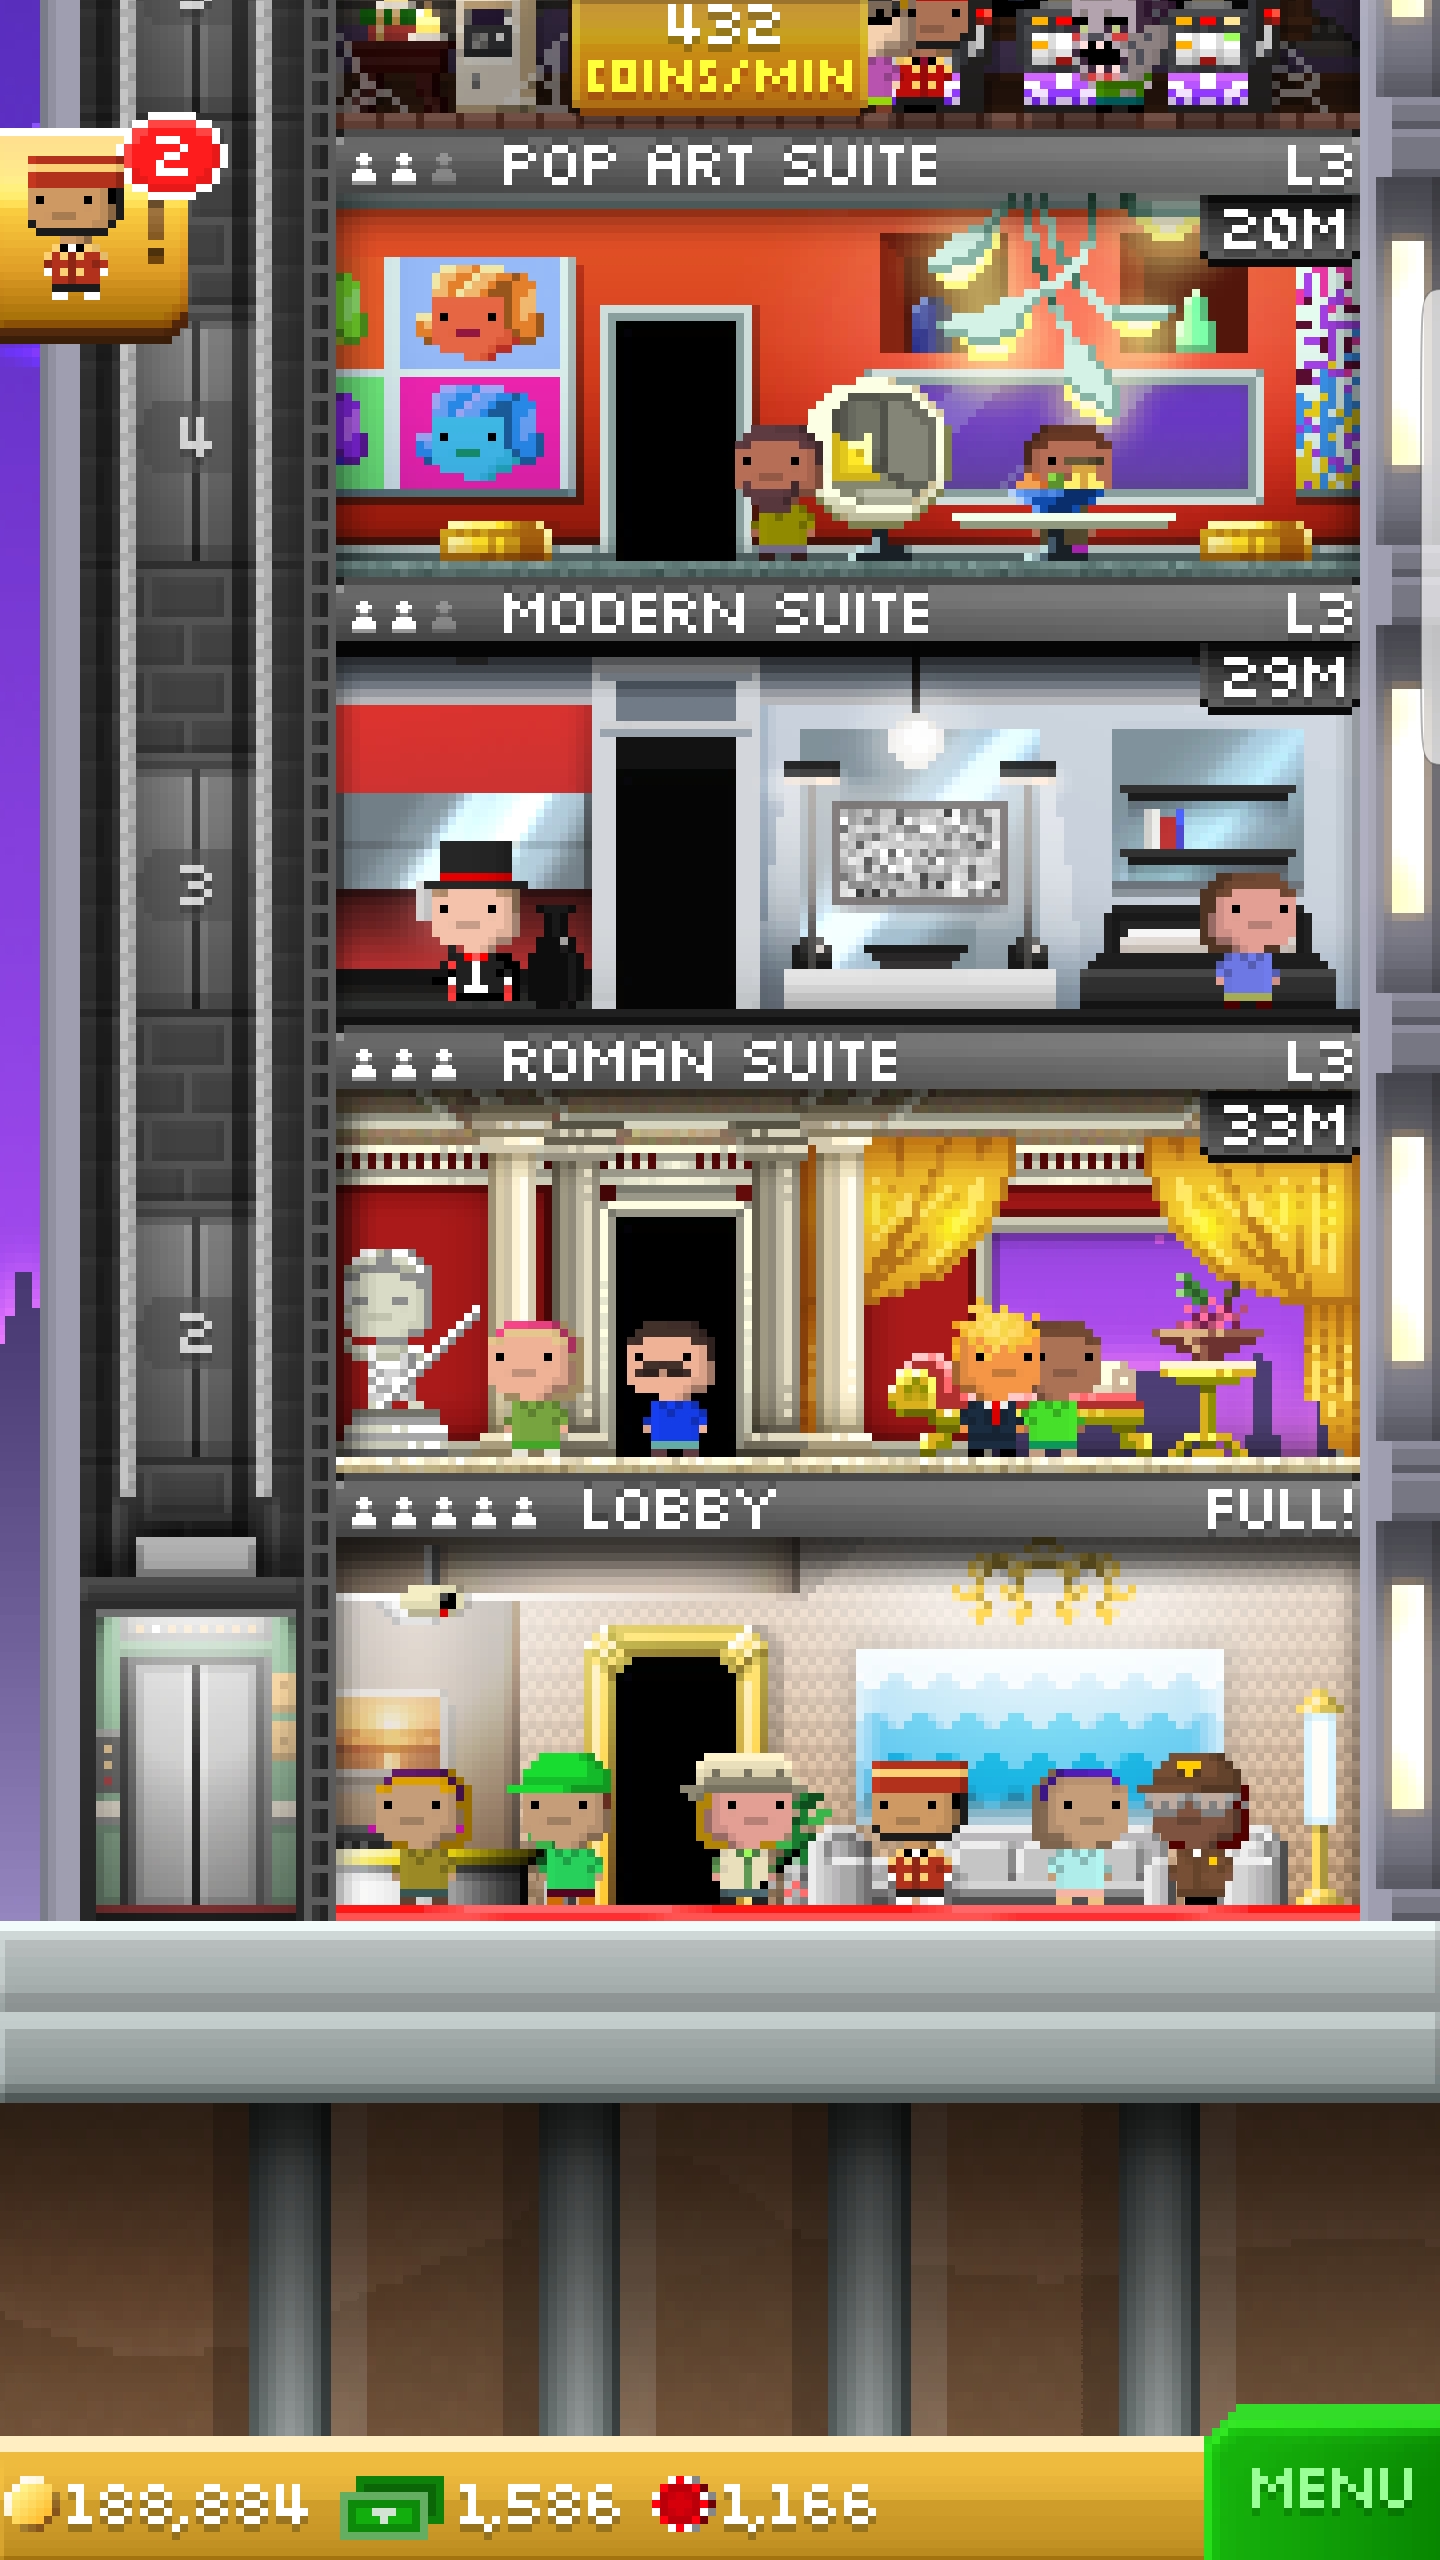 432
COINS/MIN
2
!
POP ART SUITE L3
20M
4
MODERN SUITE L3
29M
3
ROMAN SUITE L3
33M
2
LOBBY FULL!
188,884 1,586 1,166
MENU